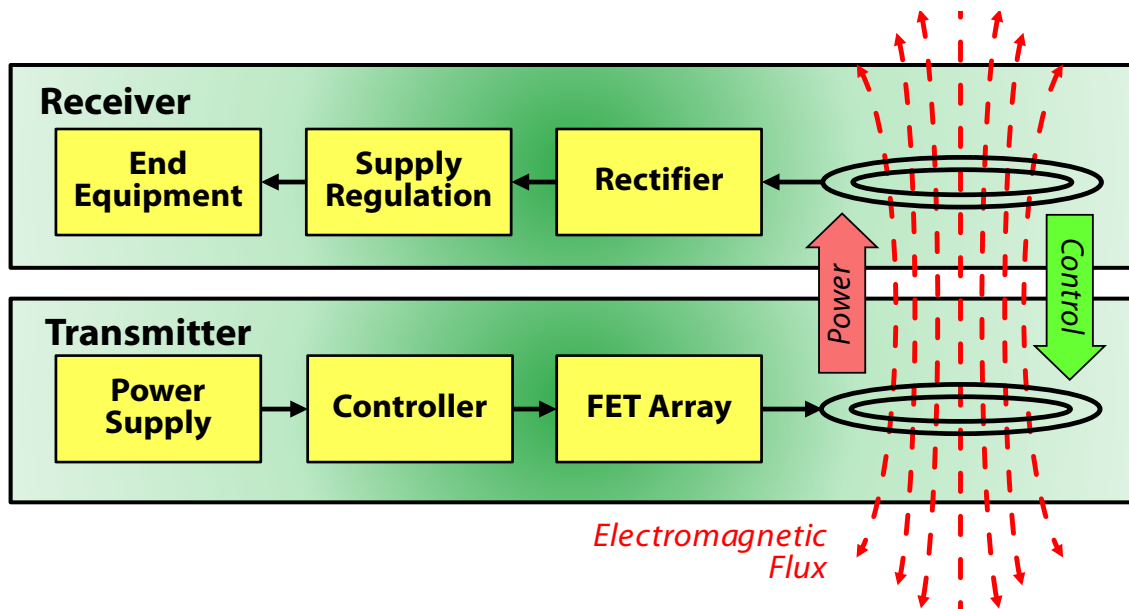 Receiver
End
Equipment
Supply
Regulation
Rectifier
Power
Control
Transmitter
Power
Supply
Controller
FET Array
Electromagnetic
Flux